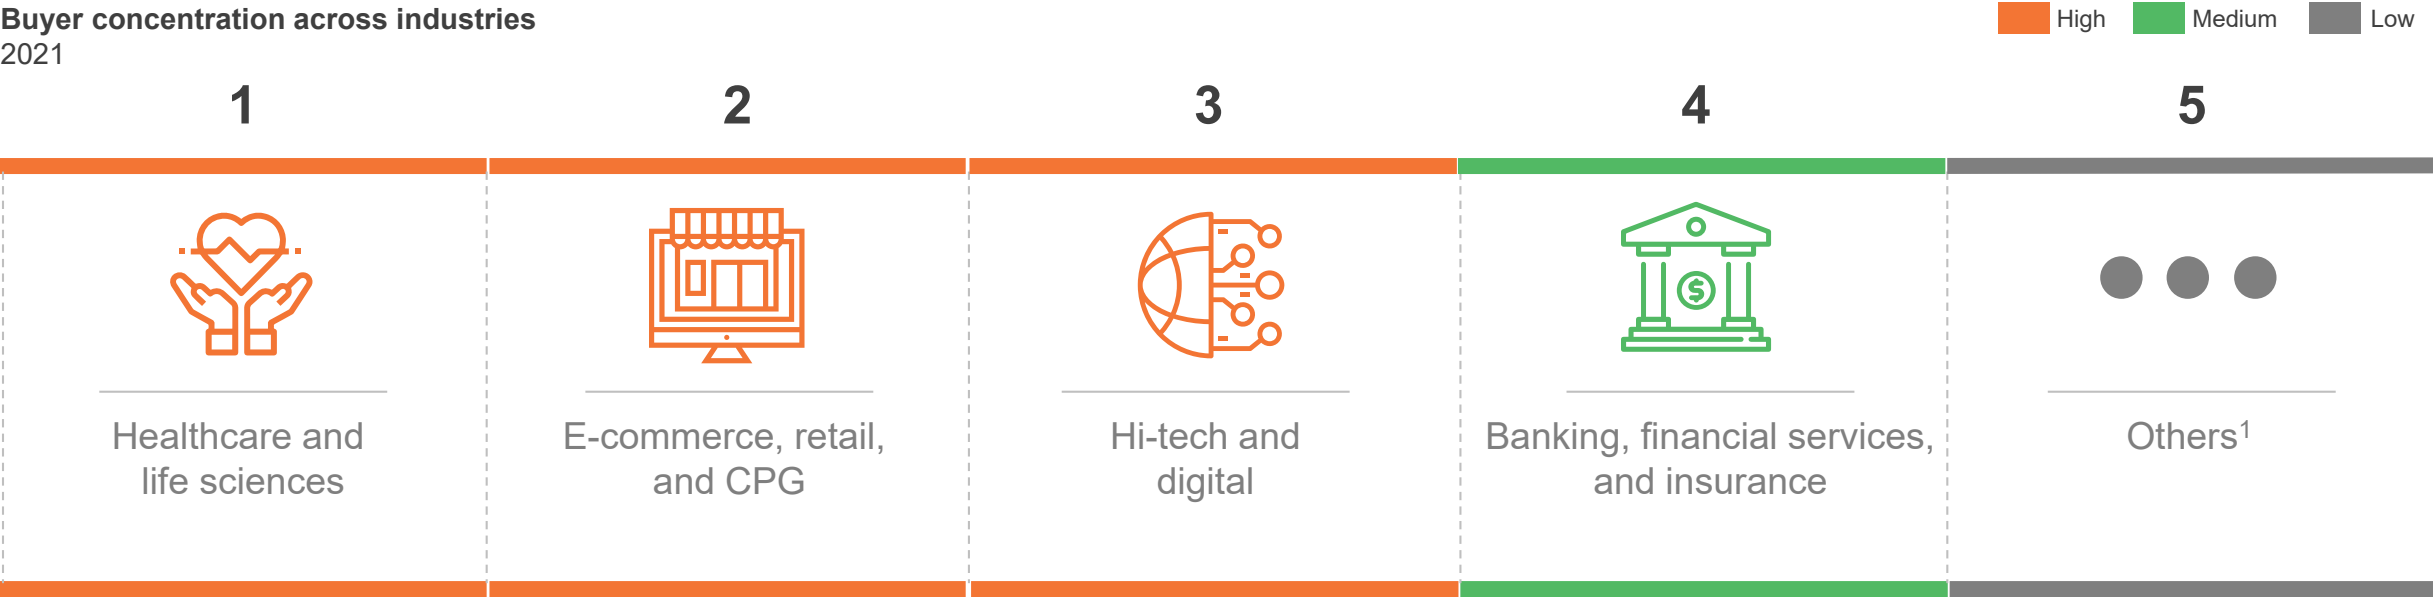 Buyer concentration across industries
2021
High Medium Low
1 2 3 4 5
$
Healthcare and
life sciences
E-commerce, retail,
and CPG
Hi-tech and
digital
Banking, financial services,
and insurance
Others¹